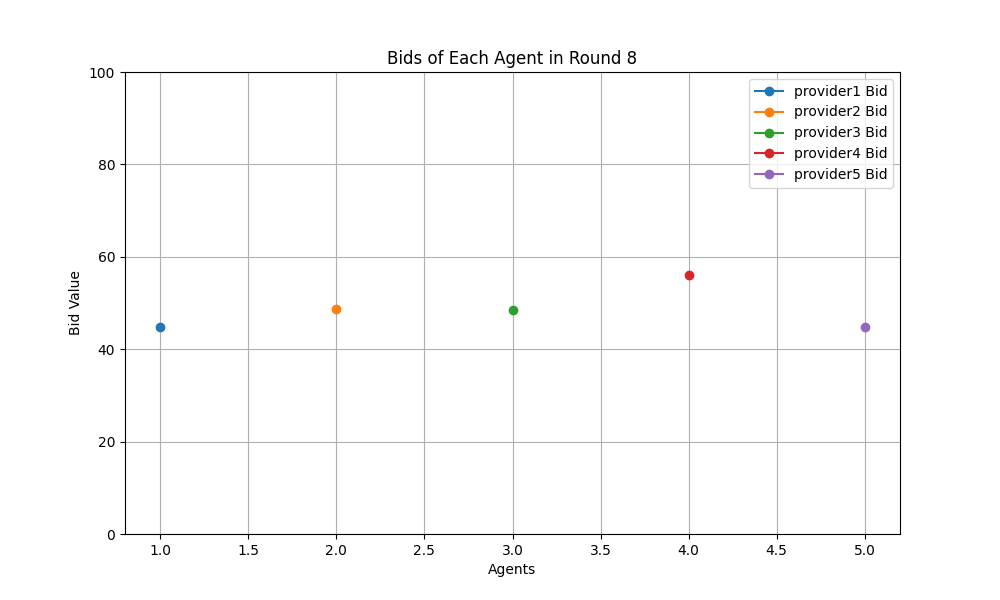 Bids of Each Agent in Round 8
100
80
60
40
20
0
Bid Value
provider1 Bid
provider2 Bid
provider3 Bid
provider4 Bid
provider5 Bid
1.0 1.5 2.0 2.5 3.0 3.5 4.0 4.5 5.0
Agents